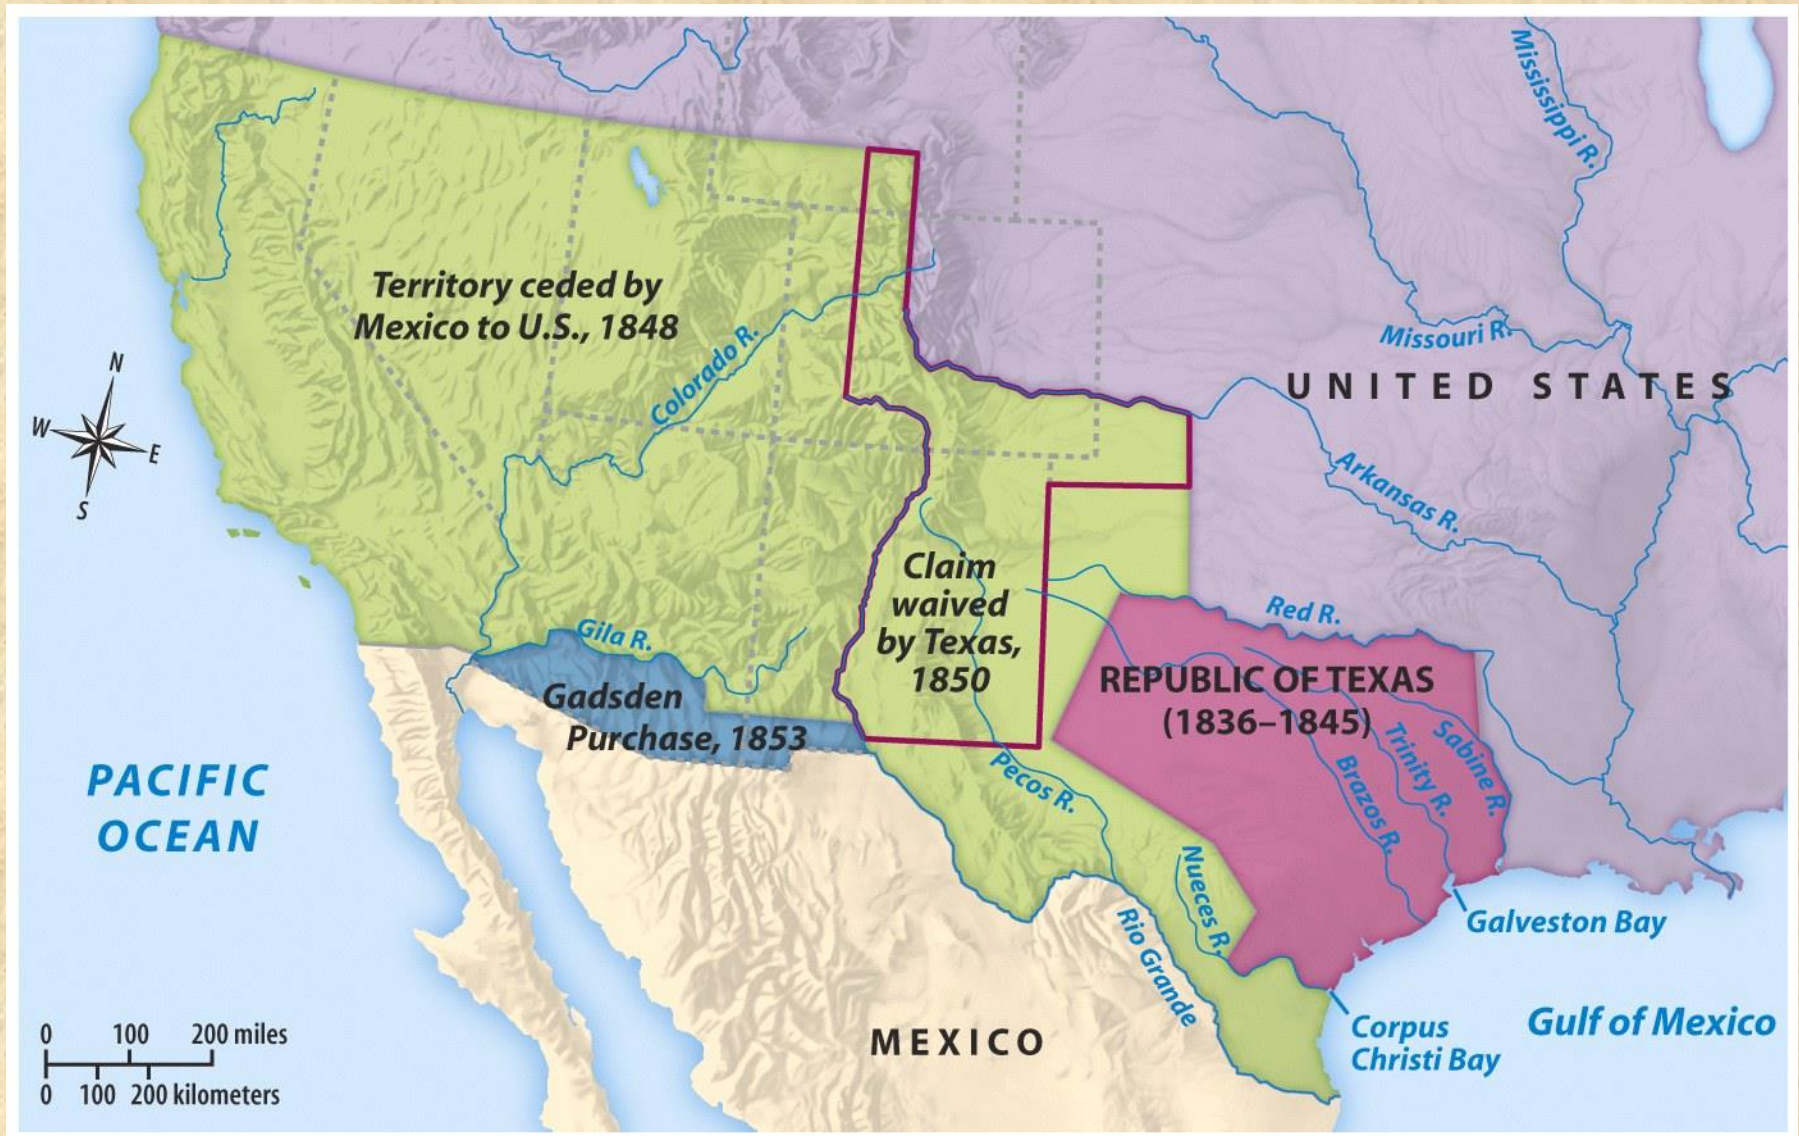 Mississippi R.
Territory ceded by
Mexico to U.S., 1848
Colorado R.
Missouri R.
UNITED STATES
N
W
E
S
Arkansas R.
Claim
waived
by Texas,
1850
Red R.
Gila R.
Gadsden
Purchase, 1853
REPUBLIC OF TEXAS
(1836–1845)
Sabine R.
Trinity R.
Brazos R.
Pecos R.
PACIFIC
OCEAN
Nueces R.
Rio Grande
Galveston Bay
MEXICO
Corpus
Christi Bay
Gulf of Mexico
0 100 200 miles
0 100 200 kilometers